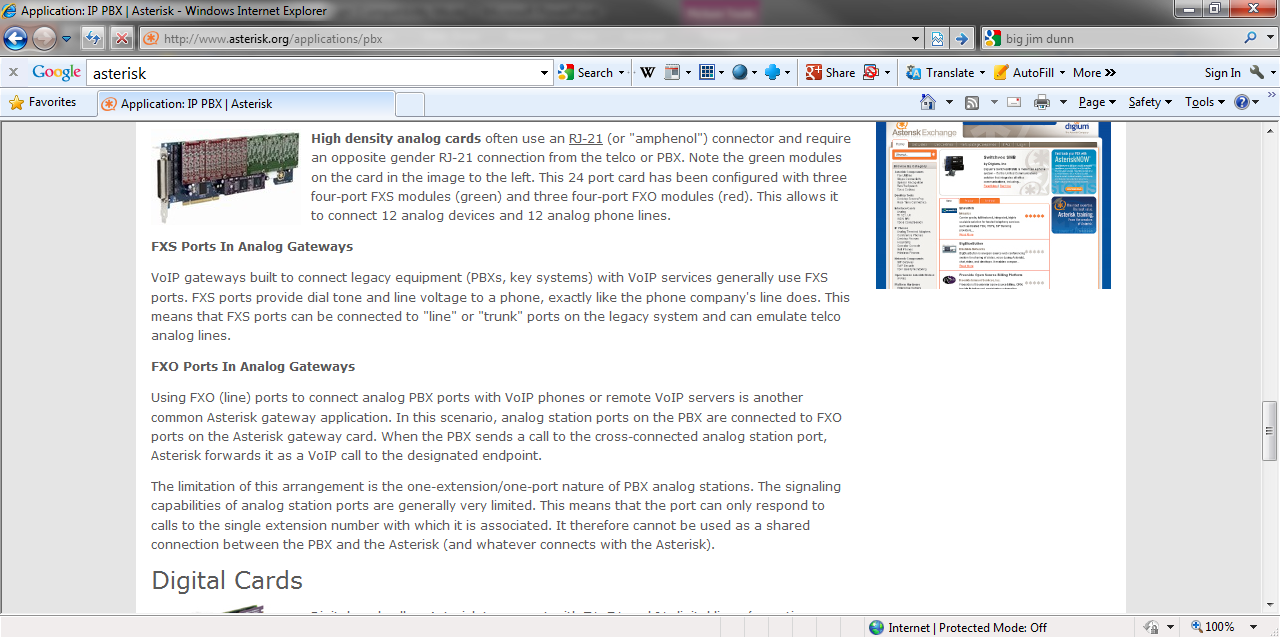 Application: IP PBX | Asterisk - Windows Internet Explorer
http://www.asterisk.org/applications/pbx
big jim dunn
x Google asterisk Search W Share Translate AutoFill More Sign In
Favorites Application: IP PBX | Asterisk Page Safety Tools
High density analog cards often use an RJ-21 (or "amphenol") connector and require
an opposite gender RJ-21 connection from the telco or PBX. Note the green modules
in the image to the left. The 24 port card has been configured with three
four-port FXS modules (green) and three four-port FXO modules (red). This allows it
to connect 12 analog devices and 12 analog phone lines.
FXS Ports In Analog Gateways
VoIP gateways built to connect legacy equipment (PBX and key systems) with VoIP services typically use FXS
ports. FXS ports provide dial tone and line voltage to a phone, exactly like the phone company's line does. This
means that FXS ports can be connected to "line" or "trunk" ports on the legacy system and can emulate telco
analog lines.
FXO Ports In Analog Gateways
Using FXO (line) ports to connect analog PBX ports with VoIP phones or remote VoIP servers is another
common Asterisk gateway application. In this scenario, analog station ports on the PBX are connected to FXO
ports on the Asterisk gateway card. When the PBX sends a call to the cross-connected analog station port,
Asterisk forwards it as a VoIP call to the designated endpoint.
The limitation of this arrangement is the one-extension/one-port nature of PBX analog stations. The signaling
capabilities of analog station ports are generally very limited. This means that the port can only respond to
calls to the single extension number with which it is associated. It therefore cannot be used as a shared
connection between the PBX and the Asterisk (and whatever connects with the Asterisk).
Digital Cards
Asterisk Exchange
digium
Switchvox SMB
AsteriskNOW
Asterisk training.
Internet | Protected Mode: Off
100%